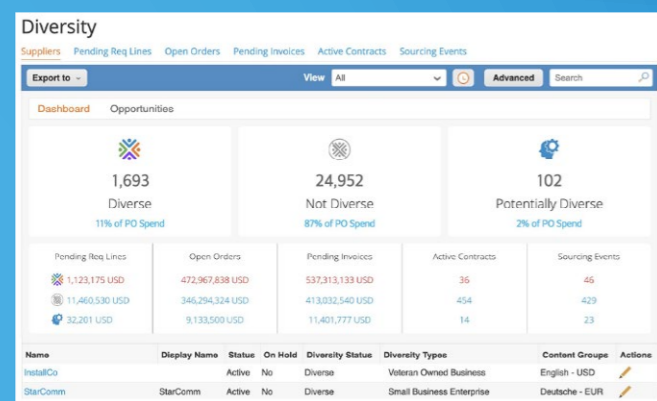 Diversity
Suppliers Pending Req Lines Open Orders Pending Invoices Active Contracts Sourcing Events
Export to View All Advanced Search
Dashboard Opportunities
1,693 24,952 102
Diverse Not Diverse Potentially Diverse
11% of PO Spend 87% of PO Spend 2% of PO Spend
Pending Req Lines Open Orders Pending Invoices Active Contracts Sourcing Events
1,123,175 USD 472,967,838 USD 537,313,133 USD 36 46
11,460,530 USD 346,294,324 USD 413,032,540 USD 454 429
32,201 USD 9,133,500 USD 11,401,777 USD 14 23
Name Display Name Status On Hold Diversity Status Diversity Types Content Groups Actions
InstallCo Active No Diverse Veteran Owned Business English - USD
StarComm StarComm Active No Diverse Small Business Enterprise Deutsche - EUR